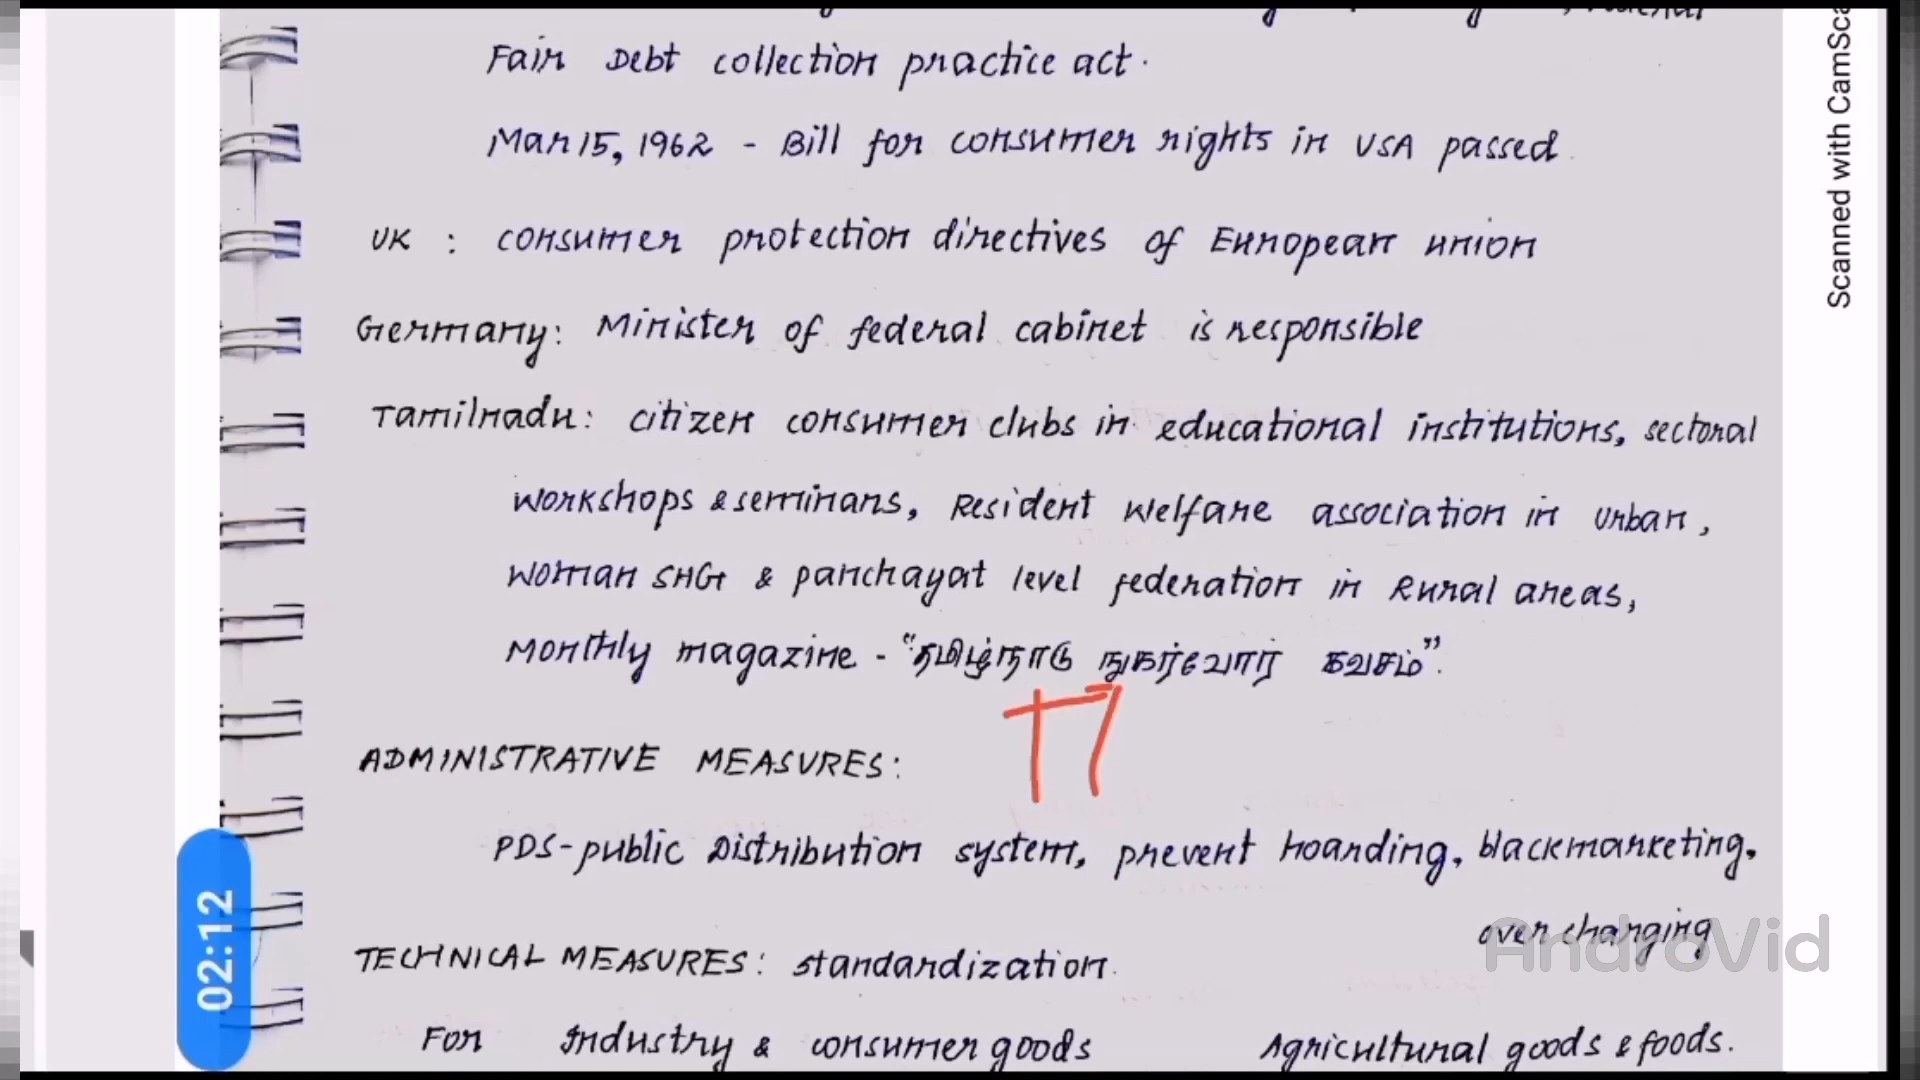 Fair Debt collection practice act.
Mar 15, 1962 - Bill for consumer rights in USA passed
UK : consumer protection directives of European union
Germany: Minister of federal cabinet is responsible
Tamilnadu: citizen consumer clubs in educational institutions, sectoral
workshops & seminars, Resident welfare association in urban,
woman SHG & panchayat level federation in Rural areas,
Monthly magazine - “தமிழ்நாடு நுகர்வோர் கவசம்”.
ADMINISTRATIVE MEASURES:
PDS-public Distribution system, prevent hoarding, blackmarketing,
over charging
TECHNICAL MEASURES: standardization.
For Industry & consumer goods Agricultural goods & foods.
02:12
AndroVid
Scanned with